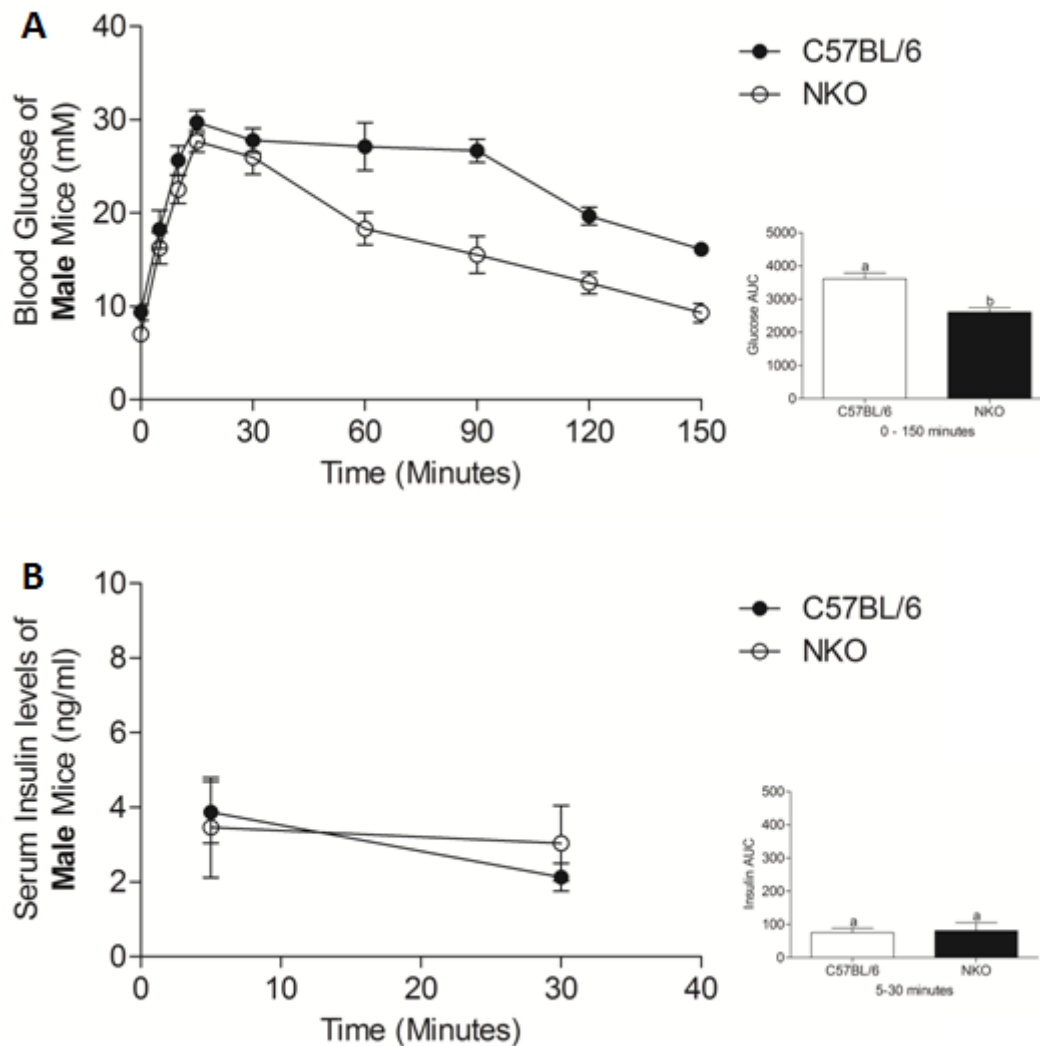 A
Blood Glucose of
Male Mice (mM)
40
30
20
10
0
0 30 60 90 120 150
Time (Minutes)
C57BL/6
NKO
Glucose AUC
5000
4000
3000
2000
1000
0
a
b
C57BL/6 NKO
0 - 150 minutes
B
Serum Insulin levels of
Male Mice (ng/ml)
10
8
6
4
2
0
0 10 20 30 40
Time (Minutes)
C57BL/6
NKO
Insulin AUC
500
400
300
200
100
0
a a
C57BL/6 NKO
5-30 minutes